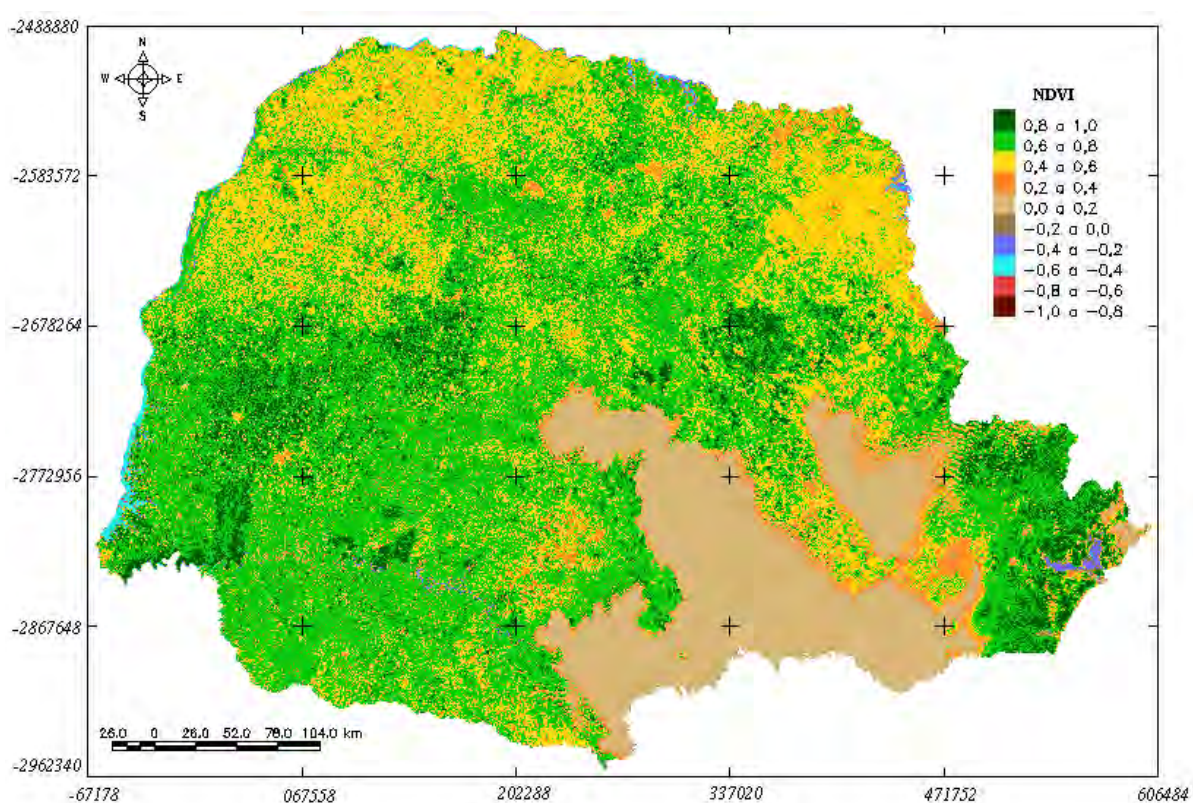 -2488880
N
W E
S
NDVI
0,8 a 1,0
0,6 a 0,8
0,4 a 0,6
0,2 a 0,4
0,0 a 0,2
-0,2 a 0,0
-0,4 a -0,2
-0,6 a -0,4
-0,8 a -0,6
-1,0 a -0,8
-2583572
-2678264
-2772956
-2867648
26.0 0 26.0 52.0 78.0 104.0 km
-2962340
-67178 067558 202288 337020 471752 606484